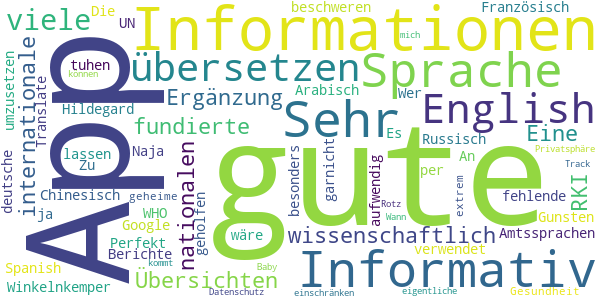 beschweren
Französisch
viele
Die
UN
Informationen
mich
App
tuhen
können
übersetzen
Sprache
umzusetzen
internationale
Translate
Hildegard
Ergänzung
Arabisch
Wer
English
Sehr
gute
fundierte
Es
Russisch
Eine
Privatsphäre
lassen
Zu
Naja
nationalen
besonders
garnicht
aufwendig
An
Track
deutsche
Chinesisch
geheime
geholfen
per
extrem
fehlende
RKI
ja
WHO
Google
Rotz
Wann
Amtssprachen
Gunsten
Perfekt
wäre
wissenschaftlich
Berichte
verwendet
kommt
Baby
Informativ
Spanish
Übersichten
Winkelnkemper
Datenschutz
einschränken
eigentliche
Gesundheit